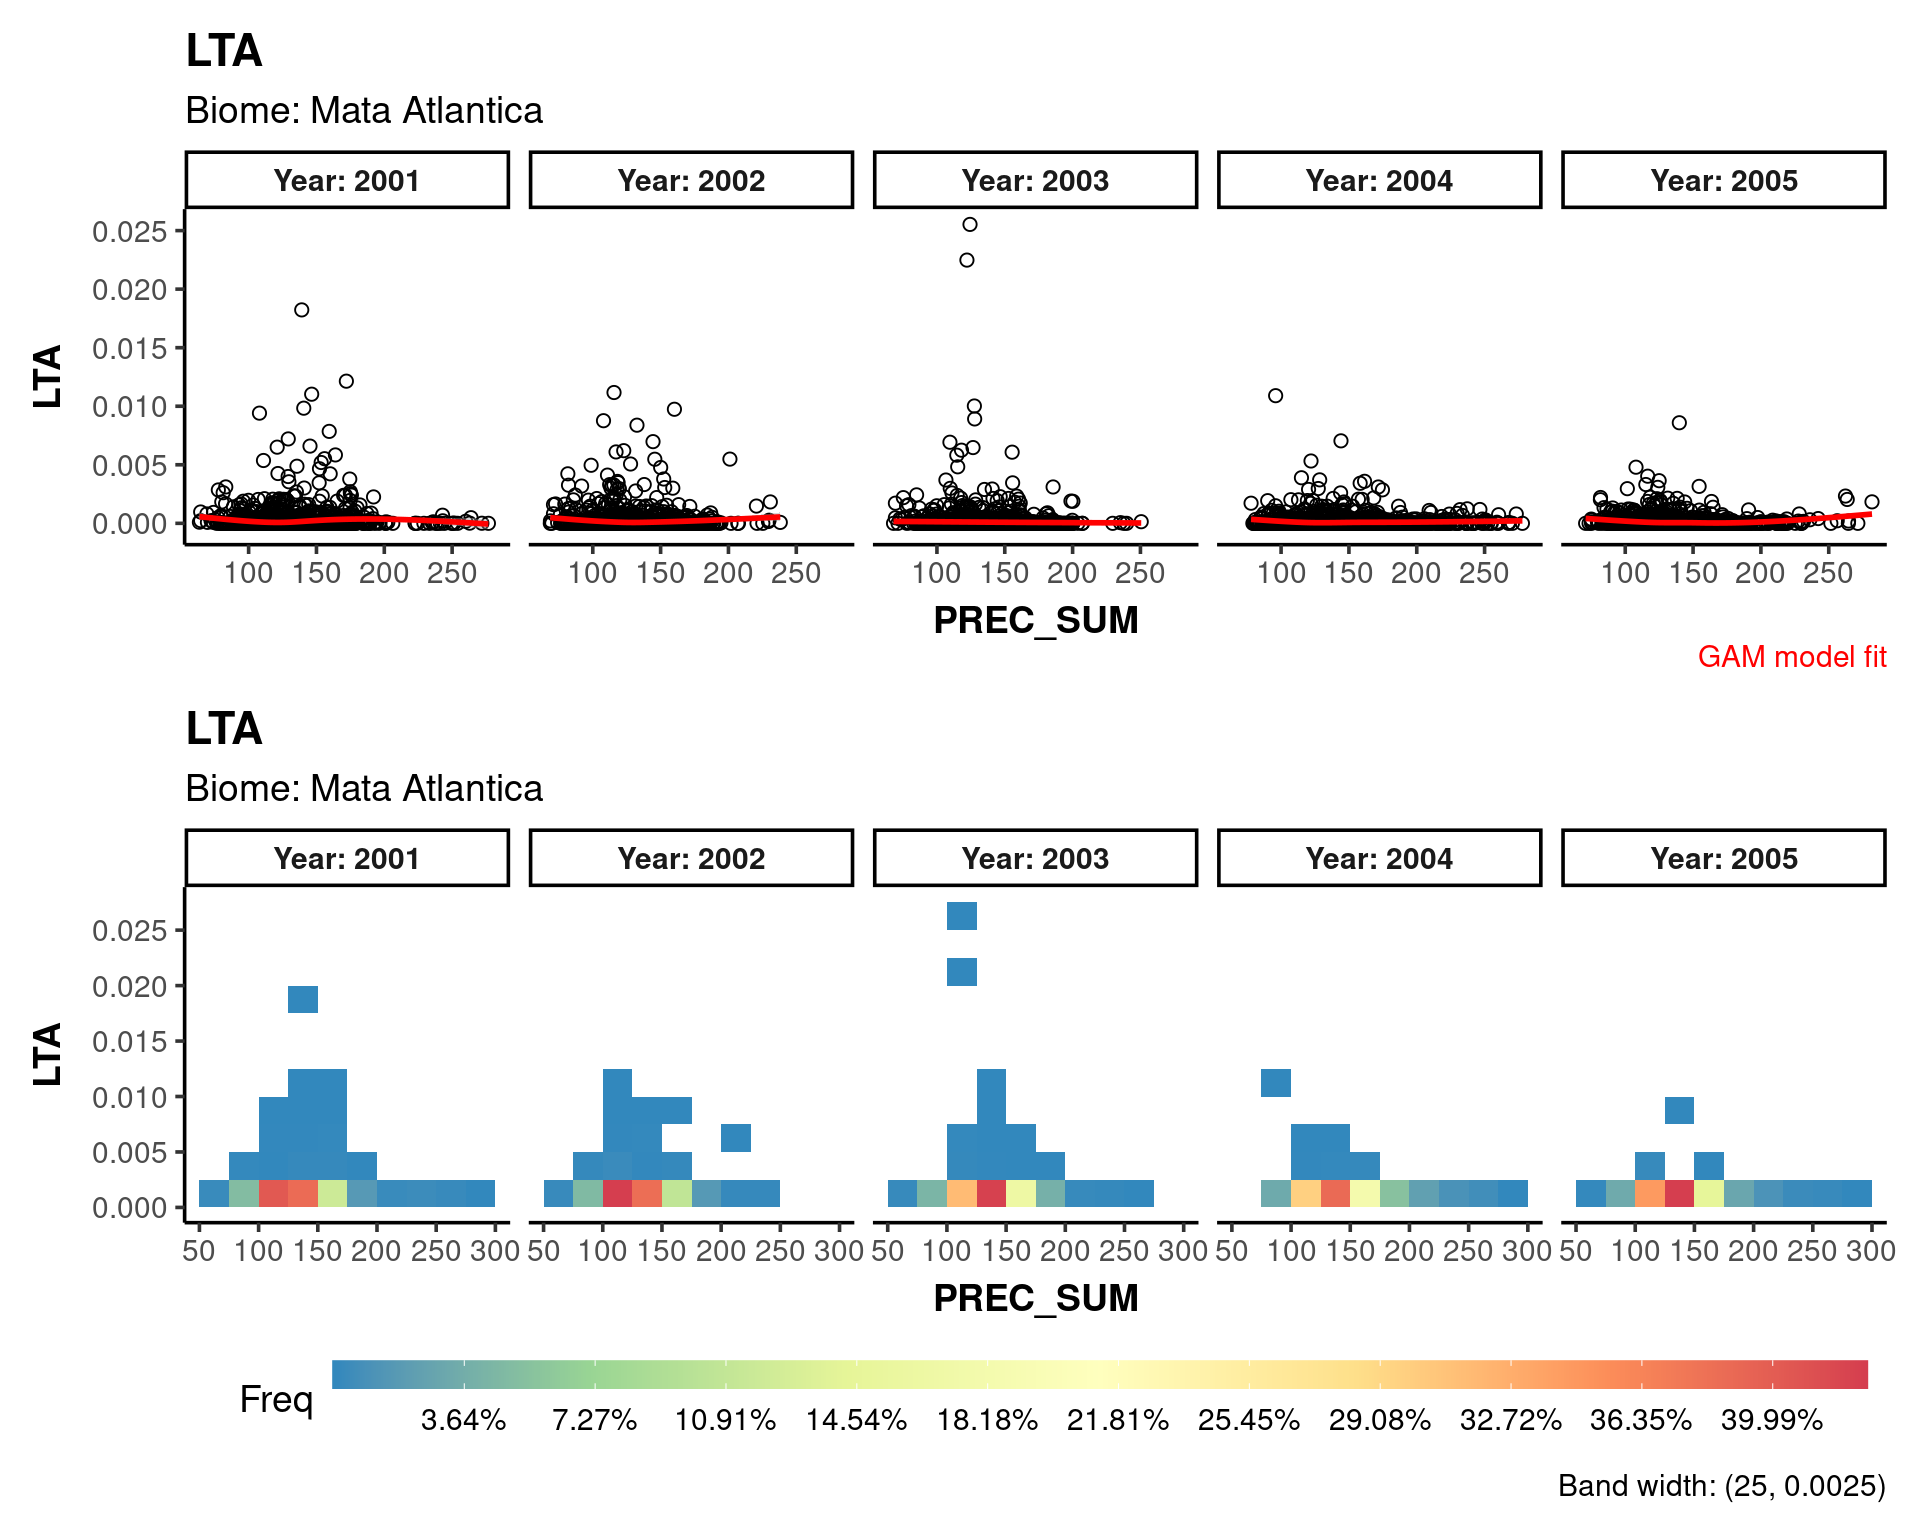 LTA
Biome: Mata Atlantica
Year: 2001 Year: 2002 Year: 2003 Year: 2004 Year: 2005
0.025
0.020
0.015
0.010
0.005
0.000
LTA
100 150 200 250 100 150 200 250 100 150 200 250 100 150 200 250 100 150 200 250
PREC_SUM
GAM model fit
LTA
Biome: Mata Atlantica
Year: 2001 Year: 2002 Year: 2003 Year: 2004 Year: 2005
0.025
0.020
0.015
0.010
0.005
0.000
LTA
50 100 150 200 250 300 50 100 150 200 250 300 50 100 150 200 250 300 50 100 150 200 250 300 50 100 150 200 250 300
PREC_SUM
Freq
3.64% 7.27% 10.91% 14.54% 18.18% 21.81% 25.45% 29.08% 32.72% 36.35% 39.99%
Band width: (25, 0.0025)